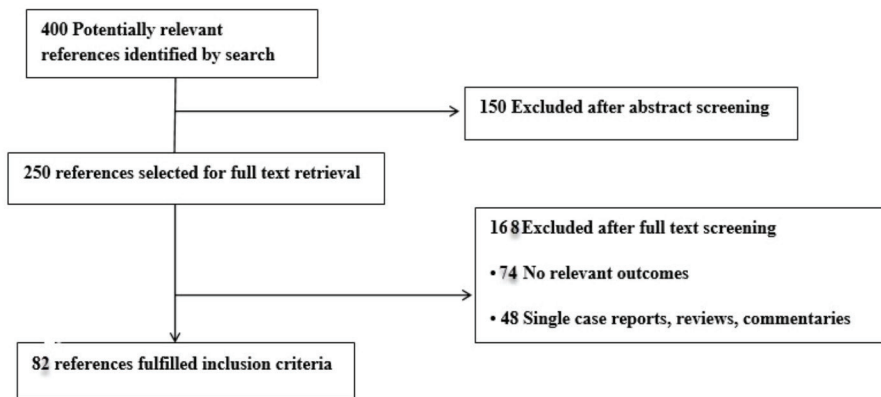 400 Potentially relevant
references identified by search
150 Excluded after abstract screening
250 references selected for full text retrieval
168Excluded after full text screening
• 74 No relevant outcomes
• 48 Single case reports, reviews, commentaries
82 references fulfilled inclusion criteria